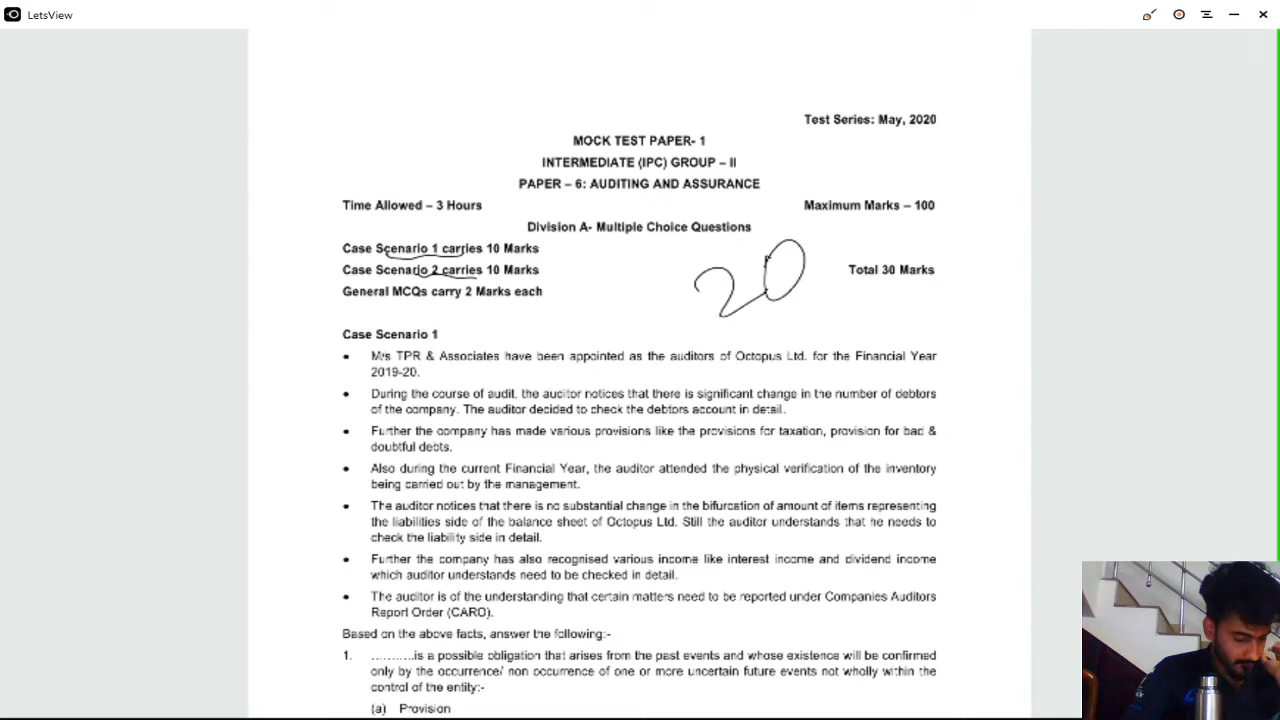 LetsView
Test Series: May, 2020
MOCK TEST PAPER- 1
INTERMEDIATE (IPC) GROUP – II
PAPER – 6: AUDITING AND ASSURANCE
Time Allowed – 3 Hours
Maximum Marks – 100
Division A- Multiple Choice Questions
Case Scenario 1 carries 10 Marks
Case Scenario 2 carries 10 Marks
Total 30 Marks
20
General MCQs carry 2 Marks each
Case Scenario 1
• M/s TPR & Associates have been appointed as the auditors of Octopus Ltd. for the Financial Year
2019-20.
• During the course of audit, the auditor notices that there is significant change in the number of debtors
of the company. The auditor decided to check the debtors account in detail.
• Further the company has made various provisions like the provisions for taxation, provision for bad &
doubtful debts.
• Also during the current Financial Year, the auditor attended the physical verification of the inventory
being carried out by the management.
• The auditor notices that there is no substantial change in the bifurcation of amount of items representing
the liabilities side of the balance sheet of Octopus Ltd. Still the auditor understands that he needs to
check the liability side in detail.
• Further the company has also recognised various income like interest income and dividend income
which auditor understands need to be checked in detail.
• The auditor is of the understanding that certain matters need to be reported under Companies Auditors
Report Order (CARO).
Based on the above facts, answer the following:-
1. ………..is a possible obligation that arises from the past events and whose existence will be confirmed
only by the occurrence/ non occurrence of one or more uncertain future events not wholly within the
control of the entity:-
(a) Provision